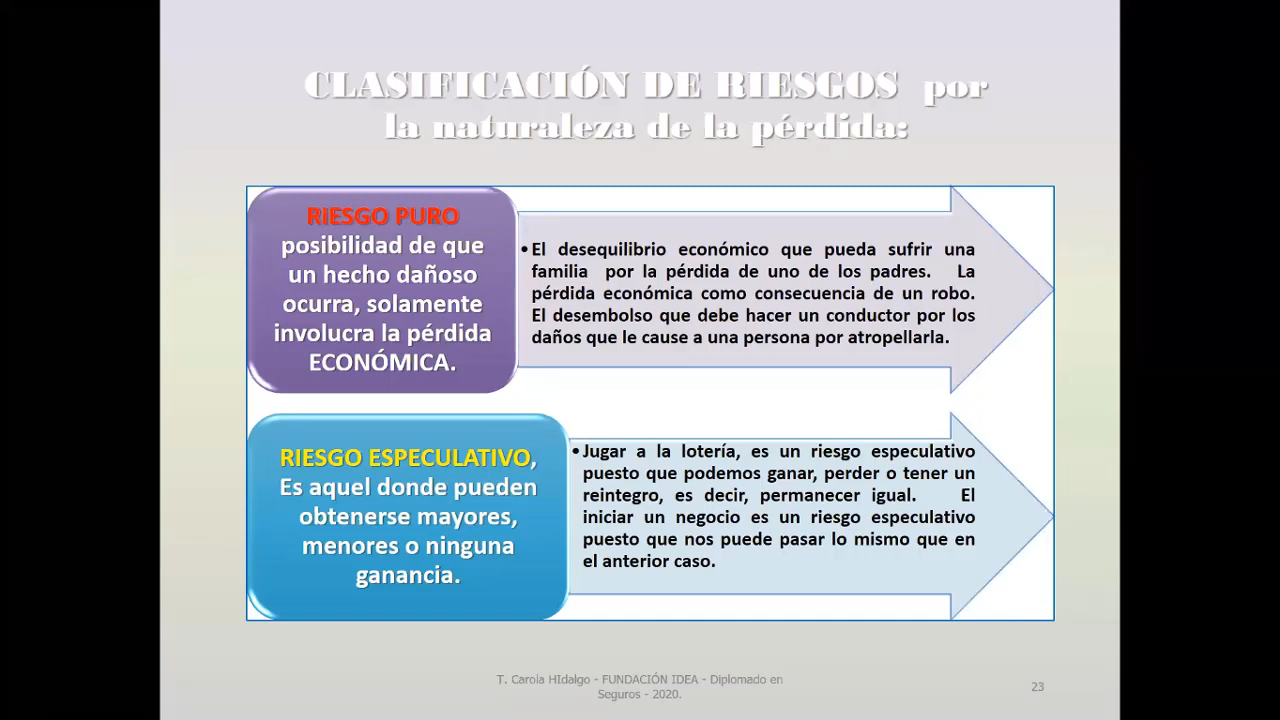 CLASIFICACIÓN DE RIESGOS por
la naturaleza de la pérdida:
RIESGO PURO
posibilidad de que
un hecho dañoso
ocurra, solamente
involucra la pérdida
ECONÓMICA.
• El desequilibrio económico que pueda sufrir una
familia por la pérdida de uno de los padres. La
pérdida económica como consecuencia de un robo.
El desembolso que debe hacer un conductor por los
daños que le cause a una persona por atropellarla.
RIESGO ESPECULATIVO,
Es aquel donde pueden
obtenerse mayores,
menores o ninguna
ganancia.
• Jugar a la lotería, es un riesgo especulativo
puesto que podemos ganar, perder o tener un
reintegro, es decir, permanecer igual. El
iniciar un negocio es un riesgo especulativo
puesto que nos puede pasar lo mismo que en
el anterior caso.
T. Carola HIdalgo - FUNDACIÓN IDEA - Diplomado en
Seguros - 2020.
23